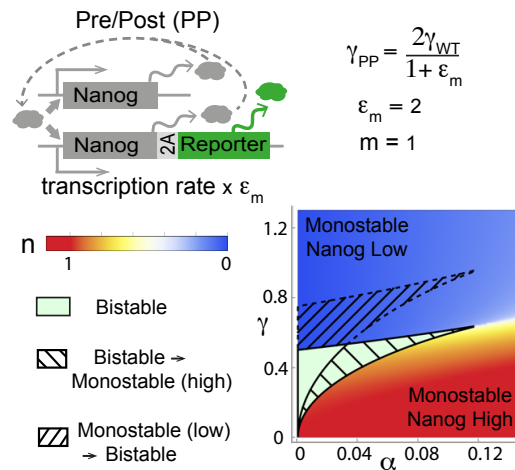 Pre/Post (PP)
Nanog
Nanog 2A Reporter
transcription rate x εm
γPP = 2γWT / 1 + εm
εm = 2
m = 1
n
1 0
Bistable
Bistable → Monostable (high)
Monostable (low) → Bistable
1.2
0.8
γ
0.4
0
Monostable
Nanog Low
Monostable
Nanog High
0 0.04 0.08 0.12
α